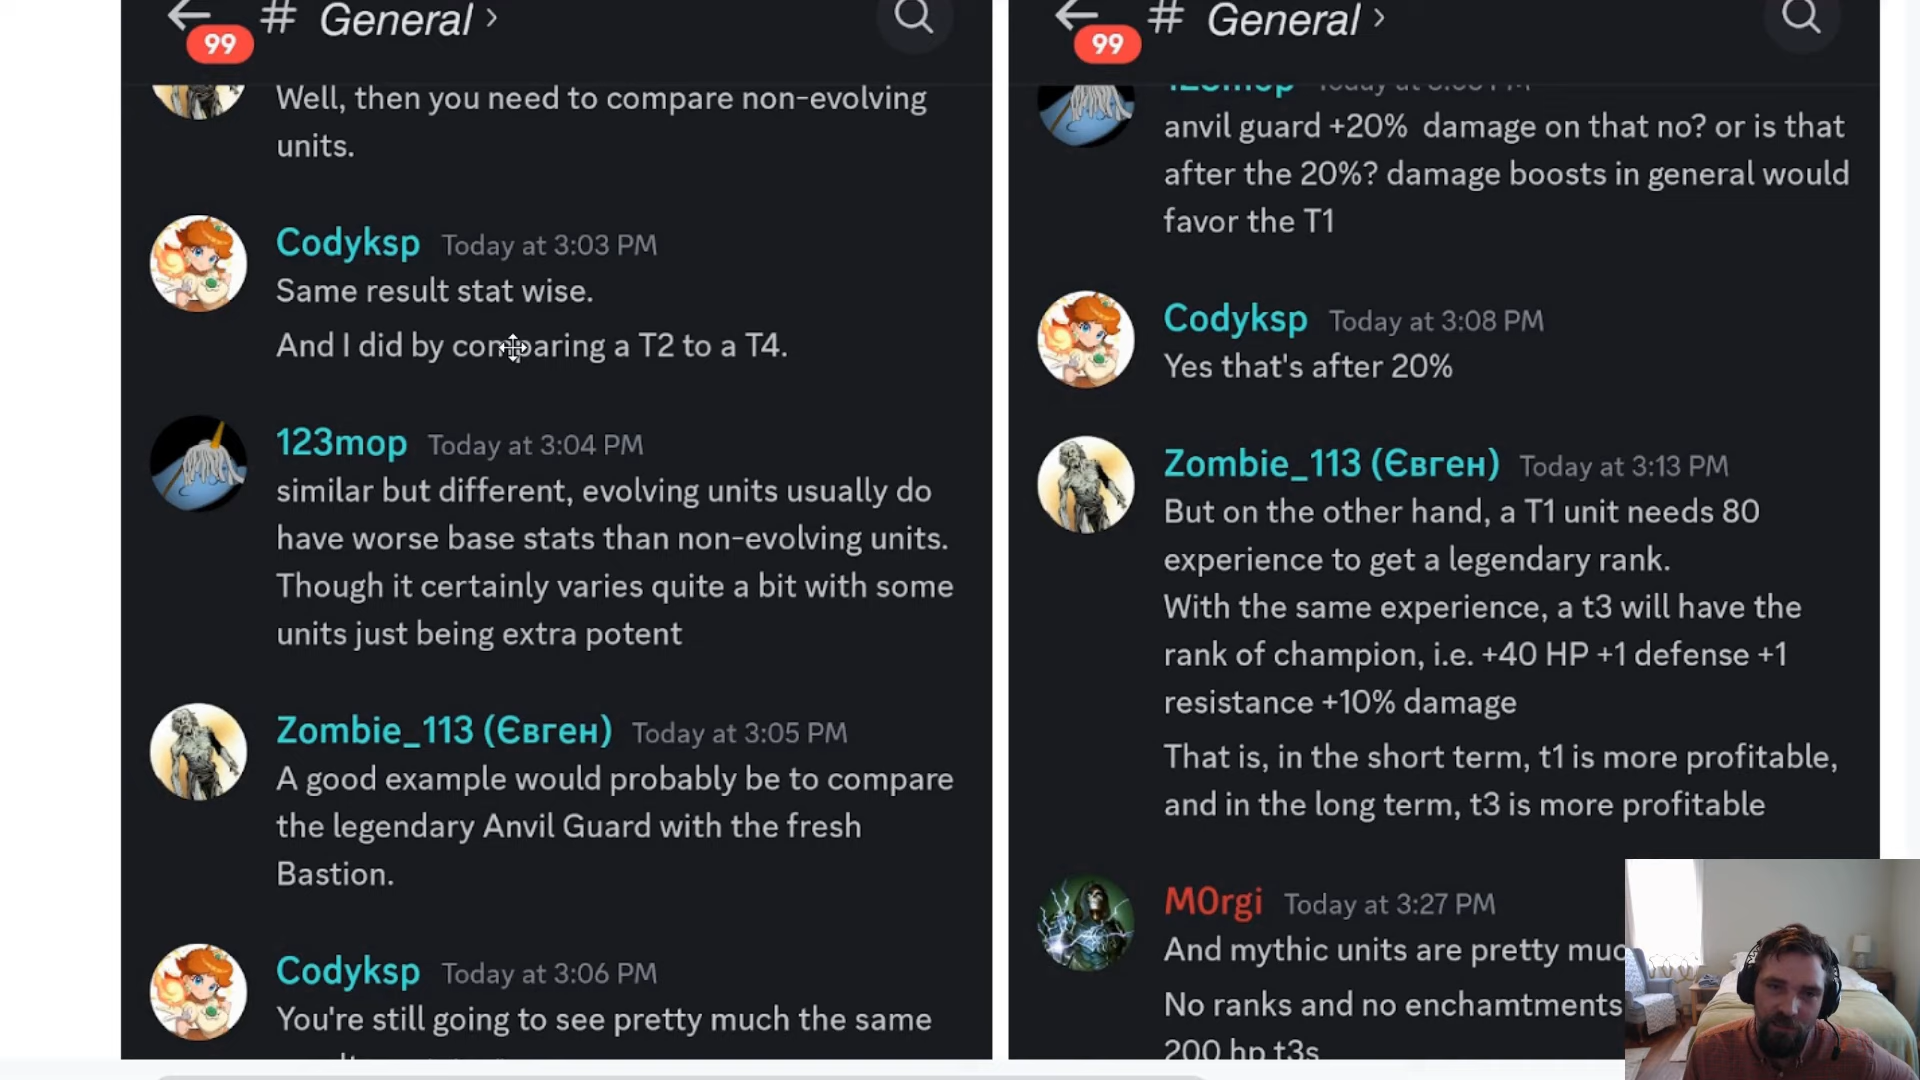 99
# General ›
Well, then you need to compare non-evolving
units.
Codyksp Today at 3:03 PM
Same result stat wise.
And I did by comparing a T2 to a T4.
123mop Today at 3:04 PM
similar but different, evolving units usually do
have worse base stats than non-evolving units.
Though it certainly varies quite a bit with some
units just being extra potent
Zombie_113 (Євген) Today at 3:05 PM
A good example would probably be to compare
the legendary Anvil Guard with the fresh
Bastion.
Codyksp Today at 3:06 PM
You're still going to see pretty much the same
99
# General ›
123mop
anvil guard +20% damage on that no? or is that
after the 20%? damage boosts in general would
favor the T1
Codyksp Today at 3:08 PM
Yes that's after 20%
Zombie_113 (Євген) Today at 3:13 PM
But on the other hand, a T1 unit needs 80
experience to get a legendary rank.
With the same experience, a t3 will have the
rank of champion, i.e. +40 HP +1 defense +1
resistance +10% damage
That is, in the short term, t1 is more profitable,
and in the long term, t3 is more profitable
M0rgi Today at 3:27 PM
And mythic units are pretty muc
No ranks and no enchamtments
200 hp t3s